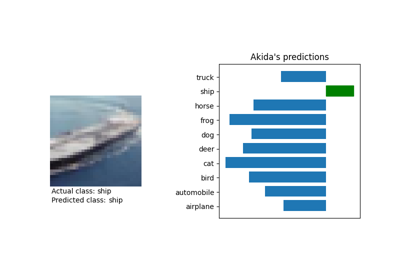 Akida's predictions
truck
ship
horse
frog
dog
deer
cat
bird
automobile
airplane
Actual class: ship
Predicted class: ship